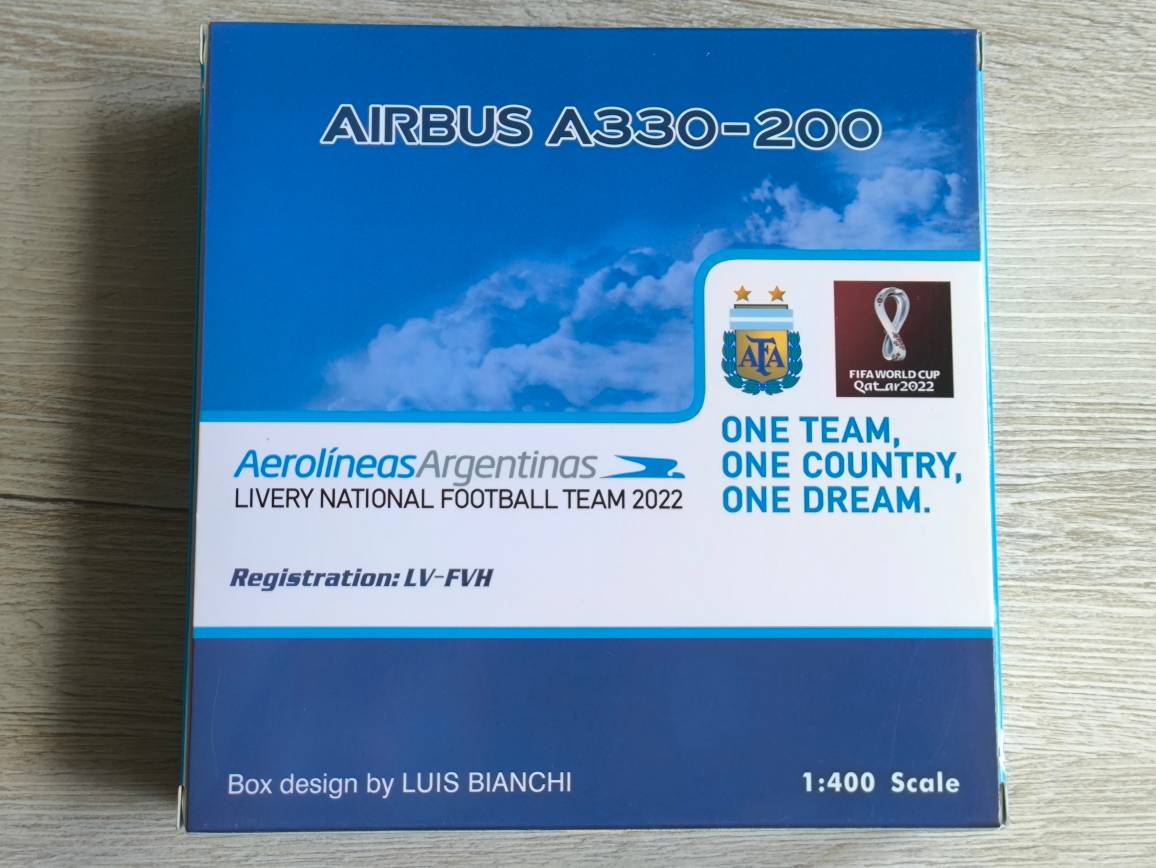 AIRBUS A330-200
AFA
FIFA WORLD CUP
Qatar2022
ONE TEAM,
ONE COUNTRY,
ONE DREAM.
AerolíneasArgentinas
LIVERY NATIONAL FOOTBALL TEAM 2022
Registration: LV-FVH
Box design by LUIS BIANCHI
1:400 Scale